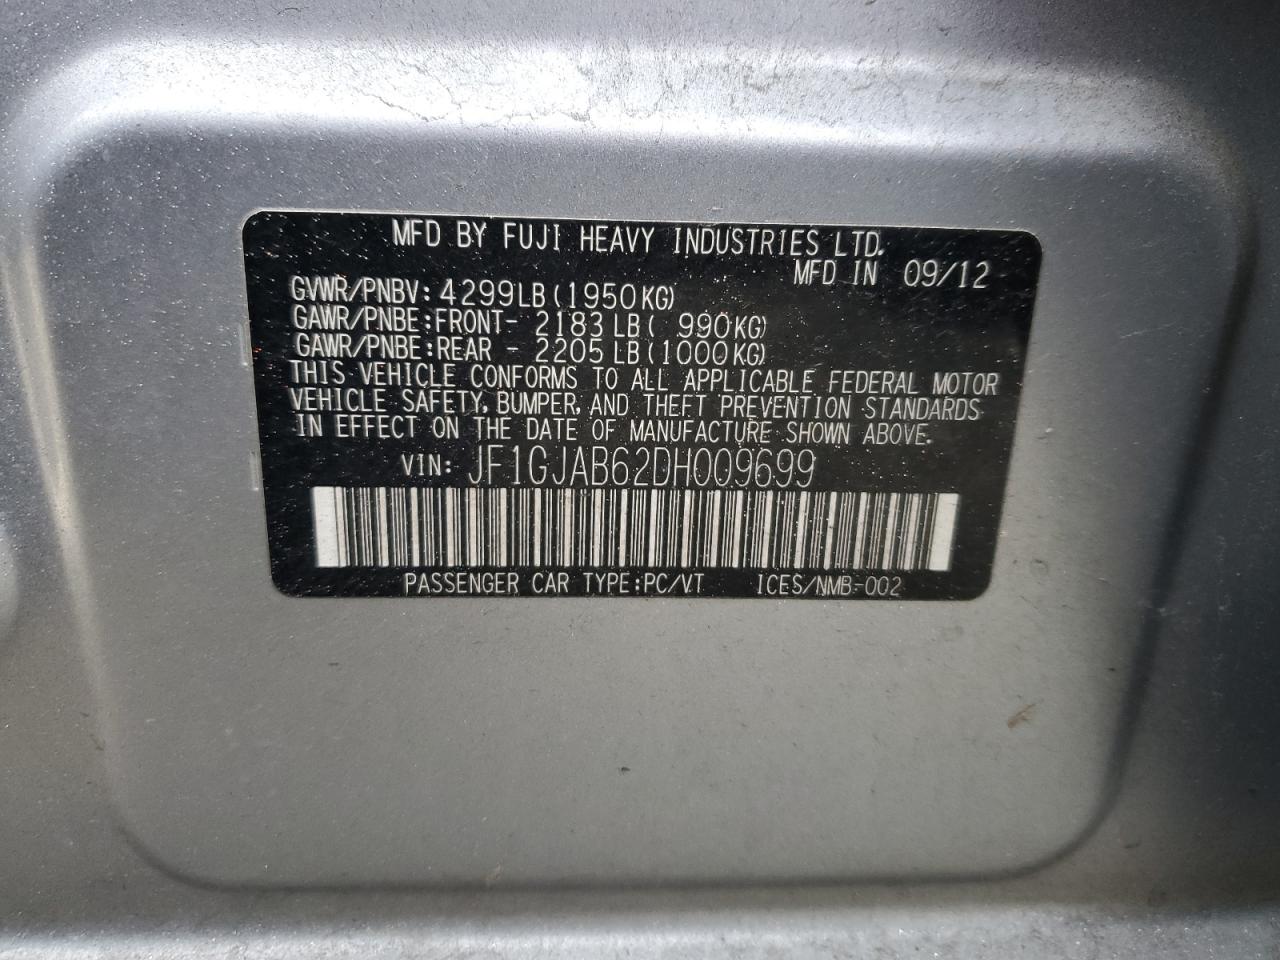 MFD BY FUJI HEAVY INDUSTRIES LTD.
MFD IN 09/12
GVWR/PNBV: 4299LB (1950KG)
GAWR/PNBE: FRONT- 2183 LB ( 990KG)
GAWR/PNBE: REAR - 2205 LB (1000KG)
THIS VEHICLE CONFORMS TO ALL APPLICABLE FEDERAL MOTOR
VEHICLE SAFETY, BUMPER, AND THEFT PREVENTION STANDARDS
IN EFFECT ON THE DATE OF MANUFACTURE SHOWN ABOVE.
VIN: JF1GJAB62DH009699
PASSENGER CAR TYPE: PC/VT ICES/NMB-002